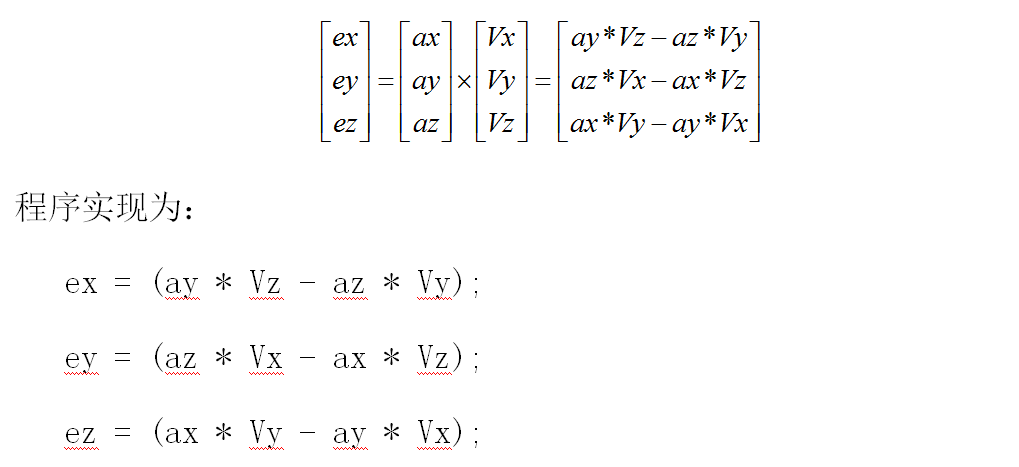 [ex ey ez] = [ax ay az] × [Vx Vy Vz] = [ay*Vz−az*Vy az*Vx−ax*Vz ax*Vy−ay*Vx]
程序实现为：
ex = (ay * Vz - az * Vy);
ey = (az * Vx - ax * Vz);
ez = (ax * Vy - ay * Vx);